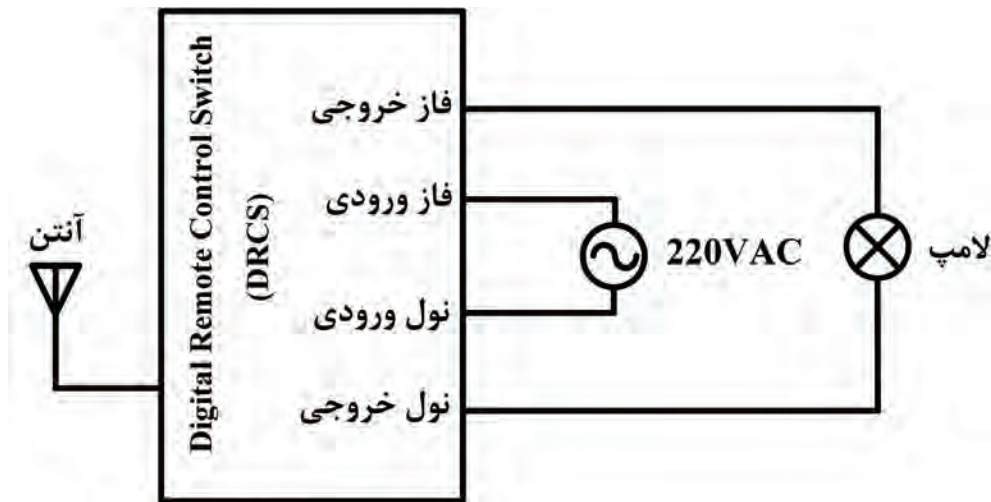 Digital Remote Control Switch
(DRCS)
فاز خروجی
فاز ورودی
نول ورودی
نول خروجی
آنتن
220VAC
لامپ